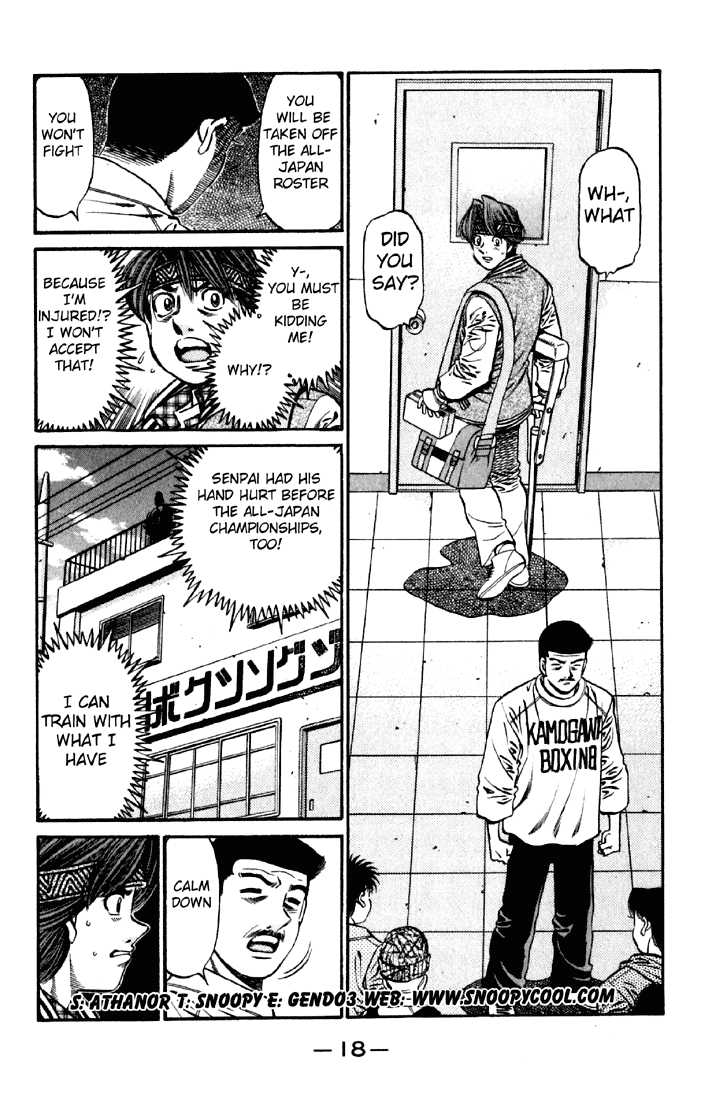 WH-,
WHAT
DID
YOU
SAY?
KAMOGAWA
BOXING
YOU
WILL BE
TAKEN OFF
THE ALL-
JAPAN
ROSTER
YOU
WON'T
FIGHT
Y-,
YOU MUST
BE
KIDDING
ME!
WHY!?
BECAUSE
I'M
INJURED!?
I WON'T
ACCEPT
THAT!
SENPAI HAD HIS
HAND HURT BEFORE
THE ALL-JAPAN
CHAMPIONSHIPS,
TOO!
ボクシングジ
I CAN
TRAIN WITH
WHAT I
HAVE
CALM
DOWN
S: ATHANOR T: SNOOPY E: GENDO3 WEB: WWW.SNOOPYCOOL.COM
—18—